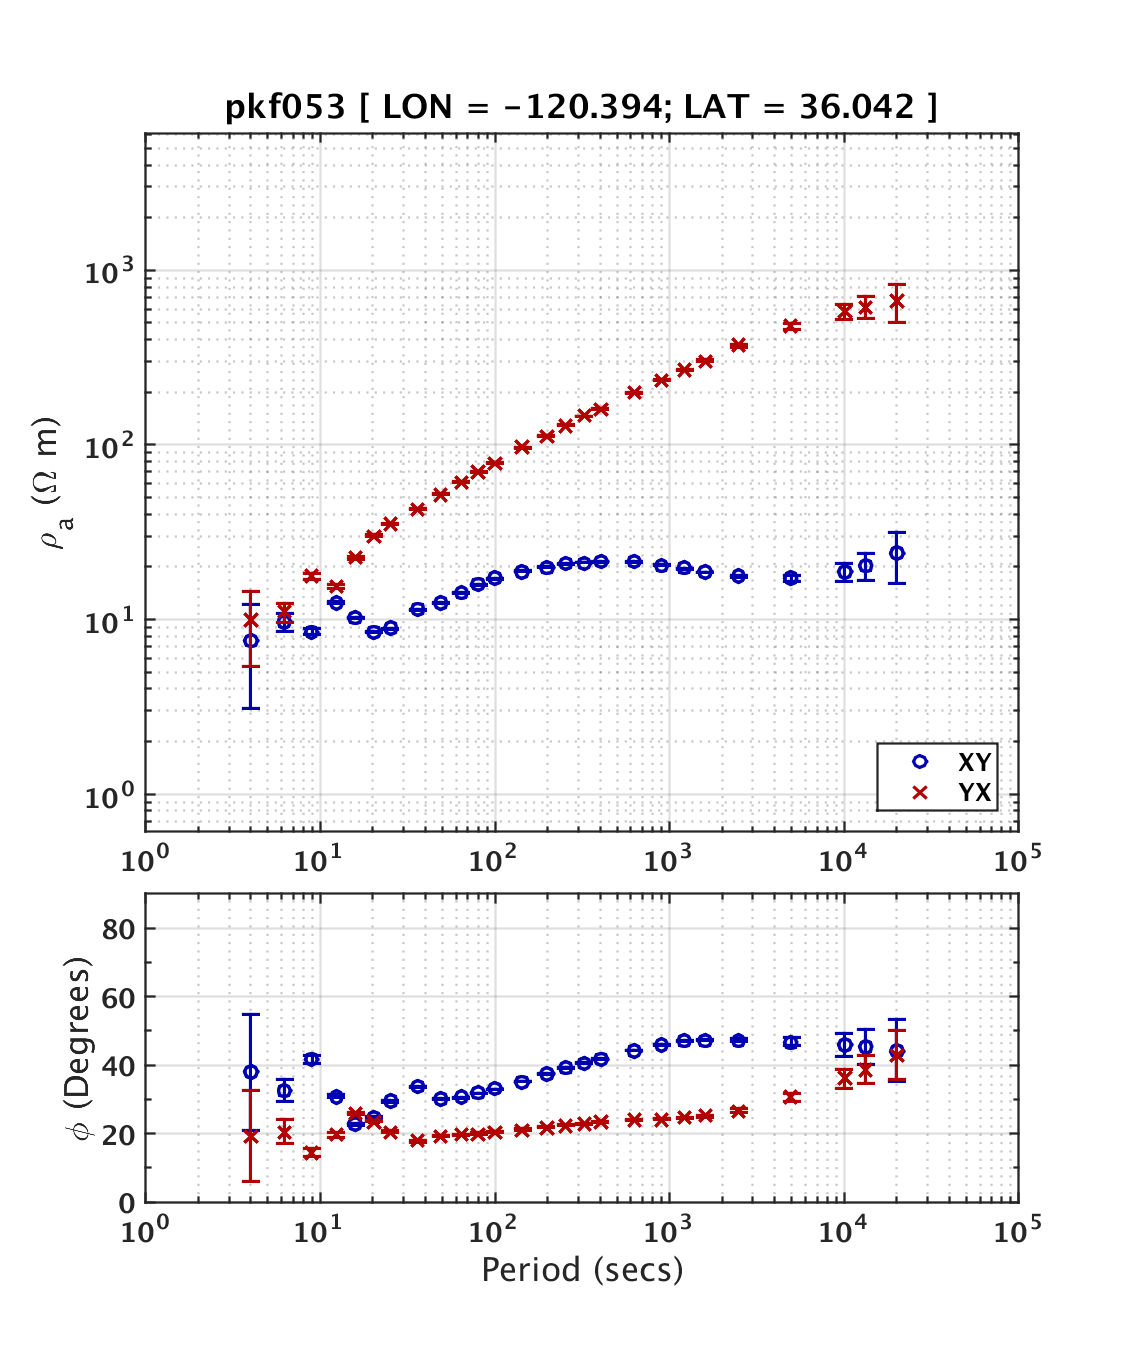 pkf053 [ LON = -120.394; LAT = 36.042 ]
10³
10²
10¹
10⁰
ρa (Ω m)
XY
YX
10⁰ 10¹ 10² 10³ 10⁴ 10⁵
80
60
40
20
0
ϕ (Degrees)
10⁰ 10¹ 10² 10³ 10⁴ 10⁵
Period (secs)